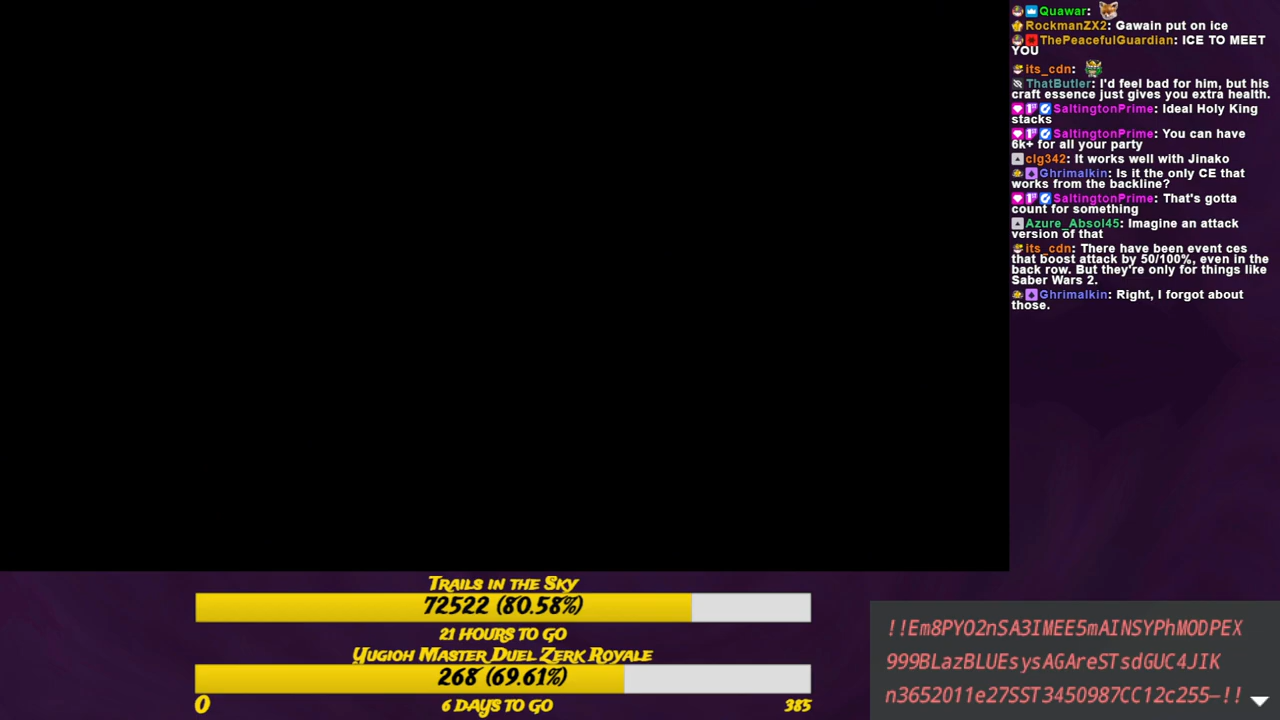 Quawar:
RockmanZX2: Gawain put on ice
ThePeacefulGuardian: ICE TO MEET
YOU
its_cdn:
ThatButler: I'd feel bad for him, but his
craft essence just gives you extra health.
SaltingtonPrime: Ideal Holy King
stacks
SaltingtonPrime: You can have
6k+ for all your party
clg342: It works well with Jinako
Ghrimalkin: Is it the only CE that
works from the backline?
SaltingtonPrime: That's gotta
count for something
Azure_Absol45: Imagine an attack
version of that
its_cdn: There have been event ces
that boost attack by 50/100%, even in the
back row. But they're only for things like
Saber Wars 2.
Ghrimalkin: Right, I forgot about
those.
Trails in the Sky
72522 (80.58%)
21 HOURS TO GO
Yugioh Master Duel Zerk Royale
268 (69.61%)
0 6 DAYS TO GO 385
!!Em8PYO2nSA3IMEE5mAINSYPhMODPEX
999BLazBLUEsysAGAreSTsdGUC4JIK
n3652011e27SST3450987CC12c255—!!